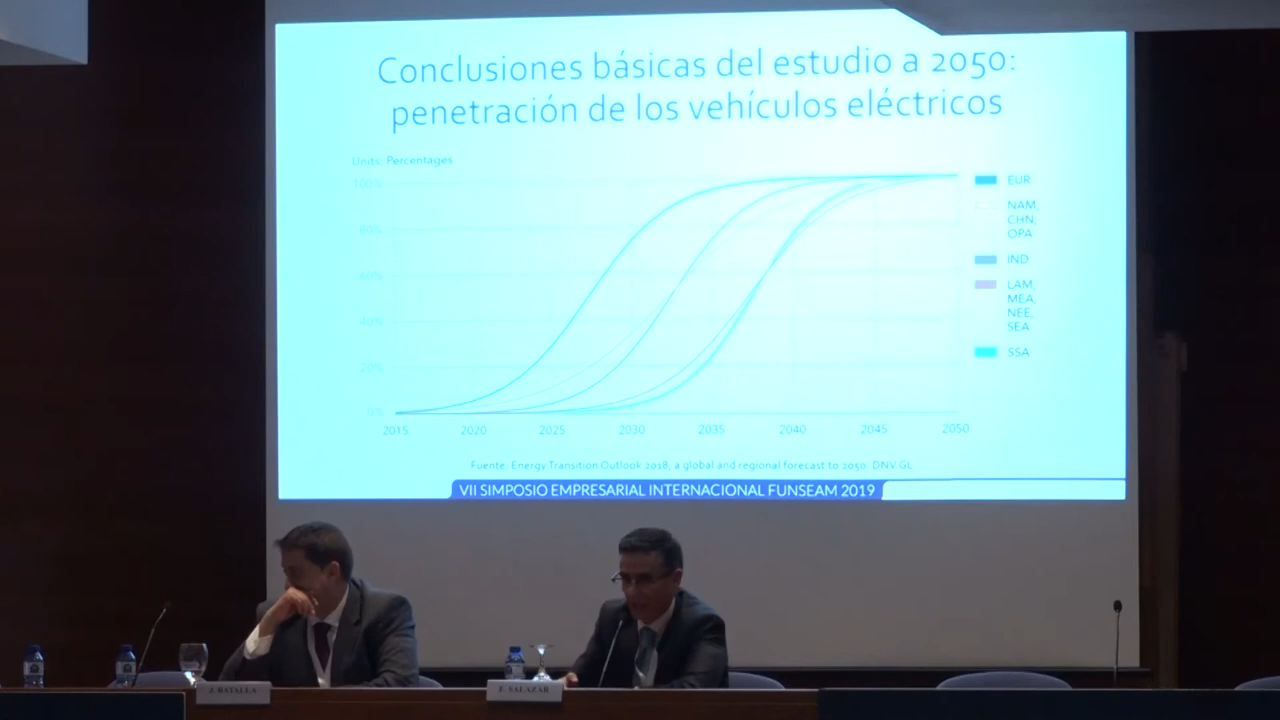 Conclusiones básicas del estudio a 2050:
penetración de los vehículos eléctricos
Units: Percentages
100%
80%
60%
40%
20%
0%
2015 2020 2025 2030 2035 2040 2045 2050
EUR
NAM,
CHN,
OPA
IND
LAM,
MEA,
NEE,
SEA
SSA
Fuente: Energy Transition Outlook 2018, a global and regional forecast to 2050. DNV GL
VII SIMPOSIO EMPRESARIAL INTERNACIONAL FUNSEAM 2019
J. BATALLA
F. SALAZAR